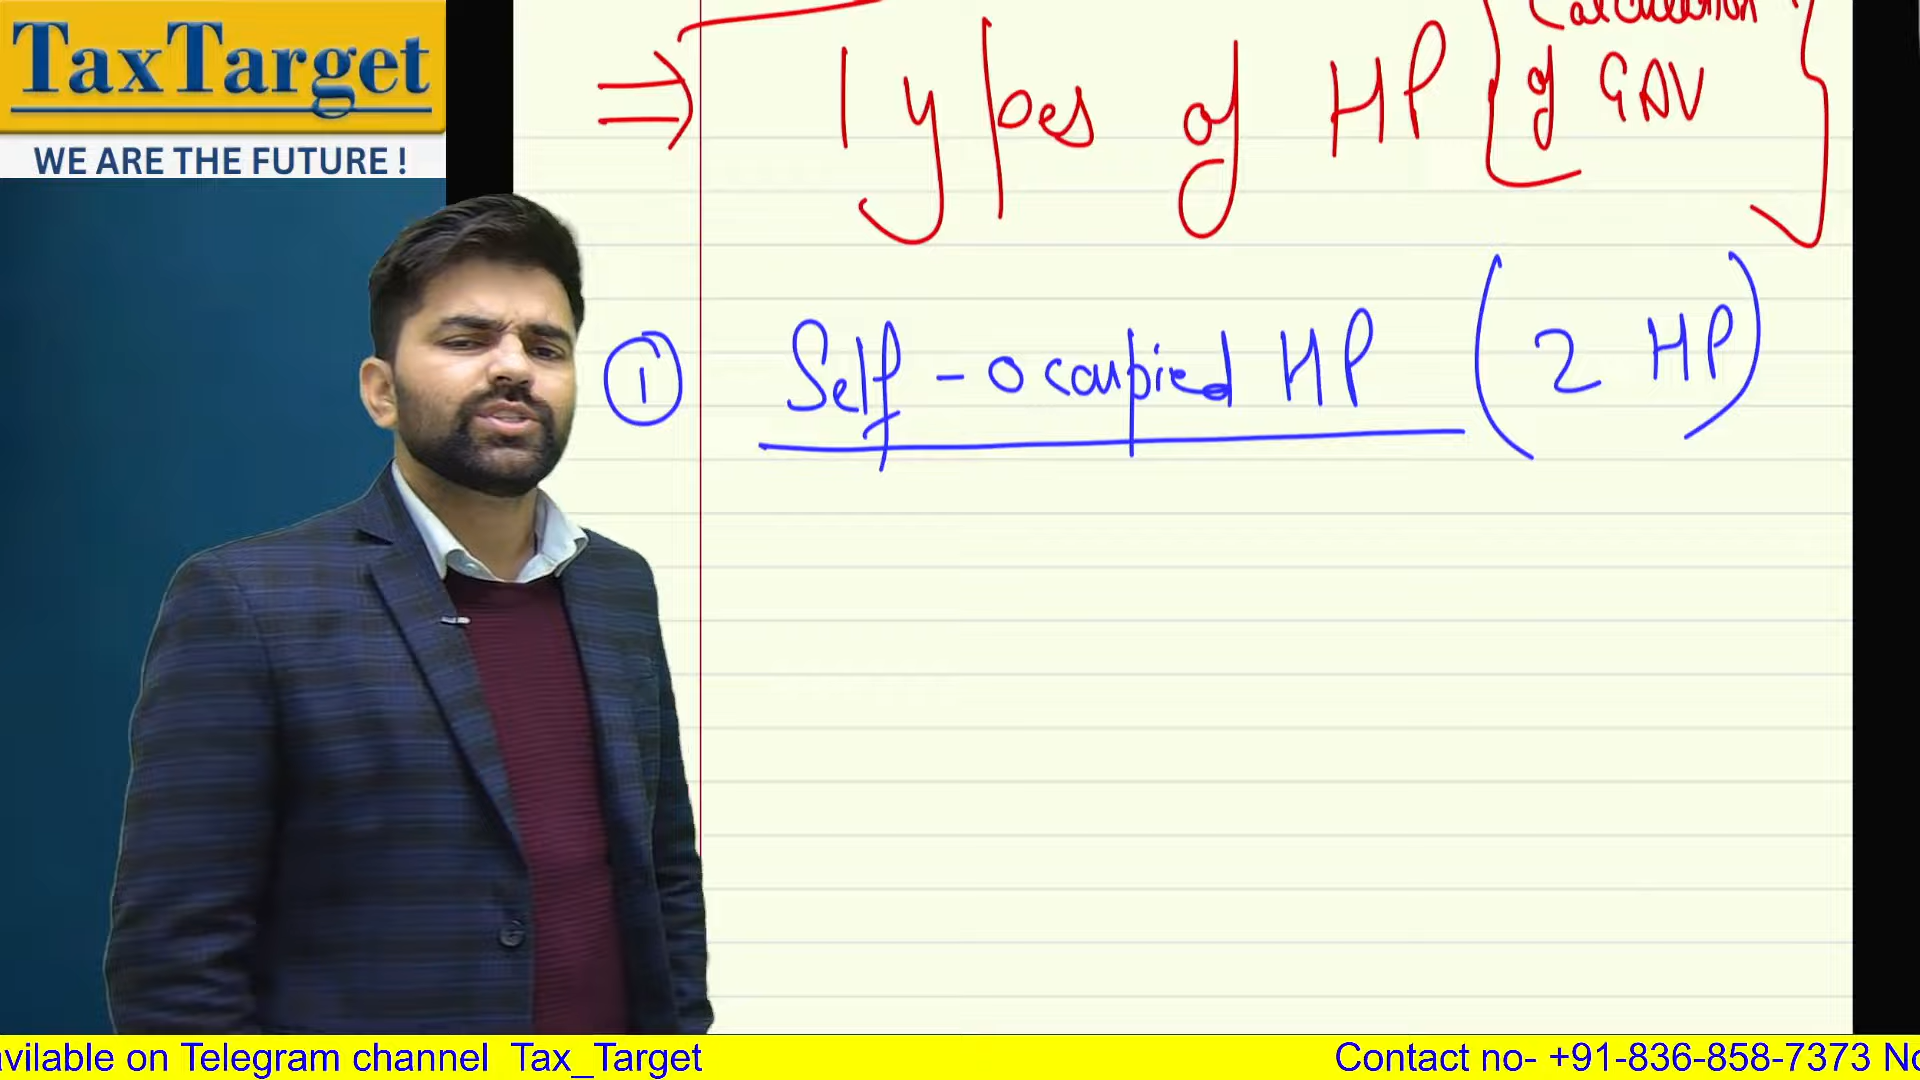 TaxTarget
WE ARE THE FUTURE !
⇒ Types of HP { Calculation of GAV }
① Self - occupied HP (2 HP)
avilable on Telegram channel Tax_Target
Contact no- +91-836-858-7373